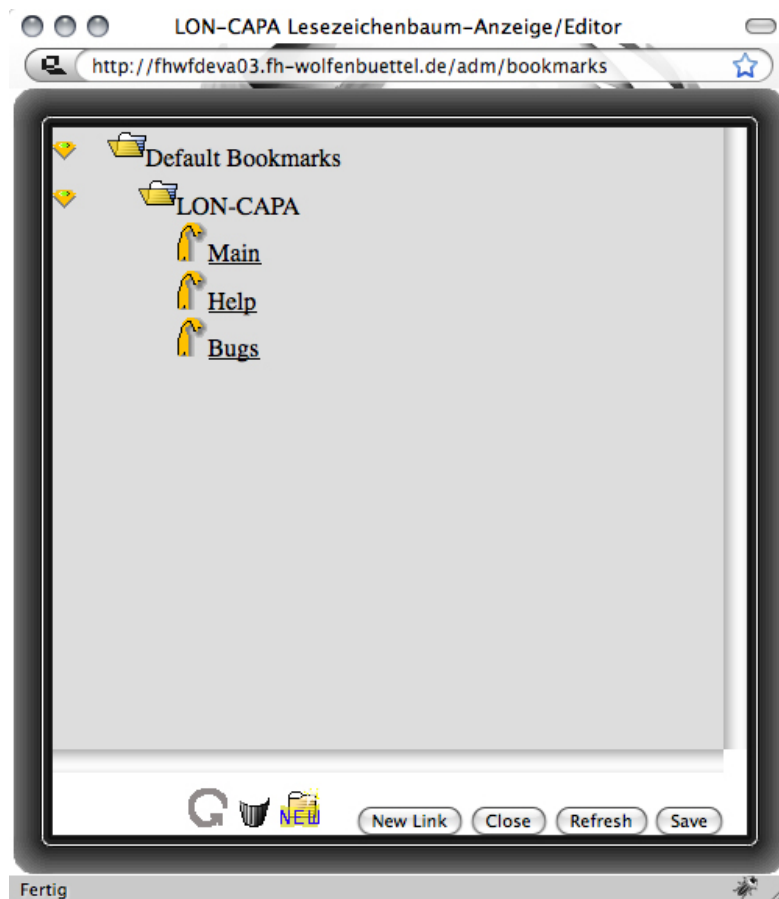 LON-CAPA Lesezeichenbaum-Anzeige/Editor
http://fhwfdeva03.fh-wolfenbuettel.de/adm/bookmarks
Default Bookmarks
LON-CAPA
Main
Help
Bugs
NEW New Link Close Refresh Save
Fertig